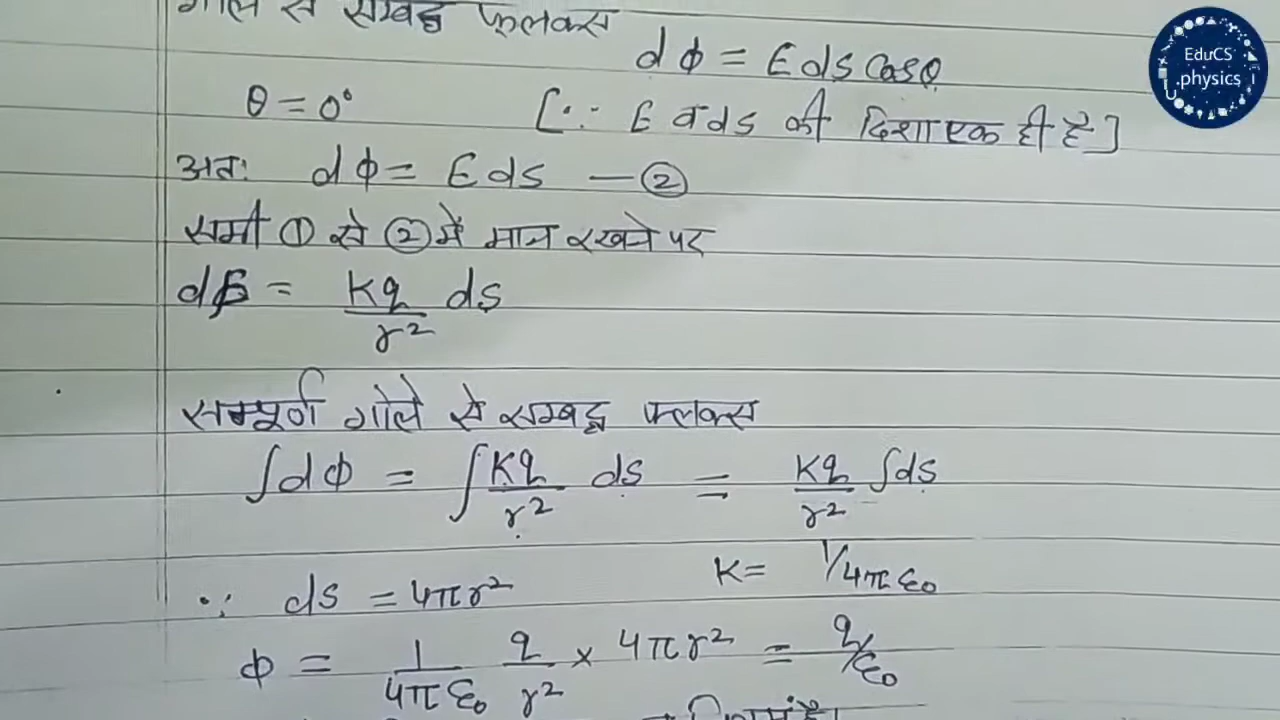 गोले से सम्बद्ध फ्लक्स
dϕ = E ds Cosθ
EduCS
physics
θ = 0° [∵ E व ds की दिशा एक ही है]
अतः dϕ = E ds — ②
समी ① से ② में मान रखने पर
dϕ = Kq/r² ds
सम्पूर्ण गोले से सम्बद्ध फ्लक्स
∫dϕ = ∫Kq/r² ds = Kq/r² ∫ds
∵ ds = 4πr² K = 1/4πε₀
ϕ = 1/4πε₀ q/r² × 4πr² = q/ε₀